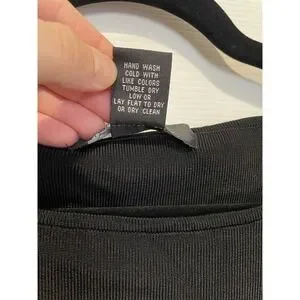 HAND WASH
COLD WITH
LIKE COLORS
TUMBLE DRY
LOW OR
LAY FLAT TO DRY
OR DRY CLEAN